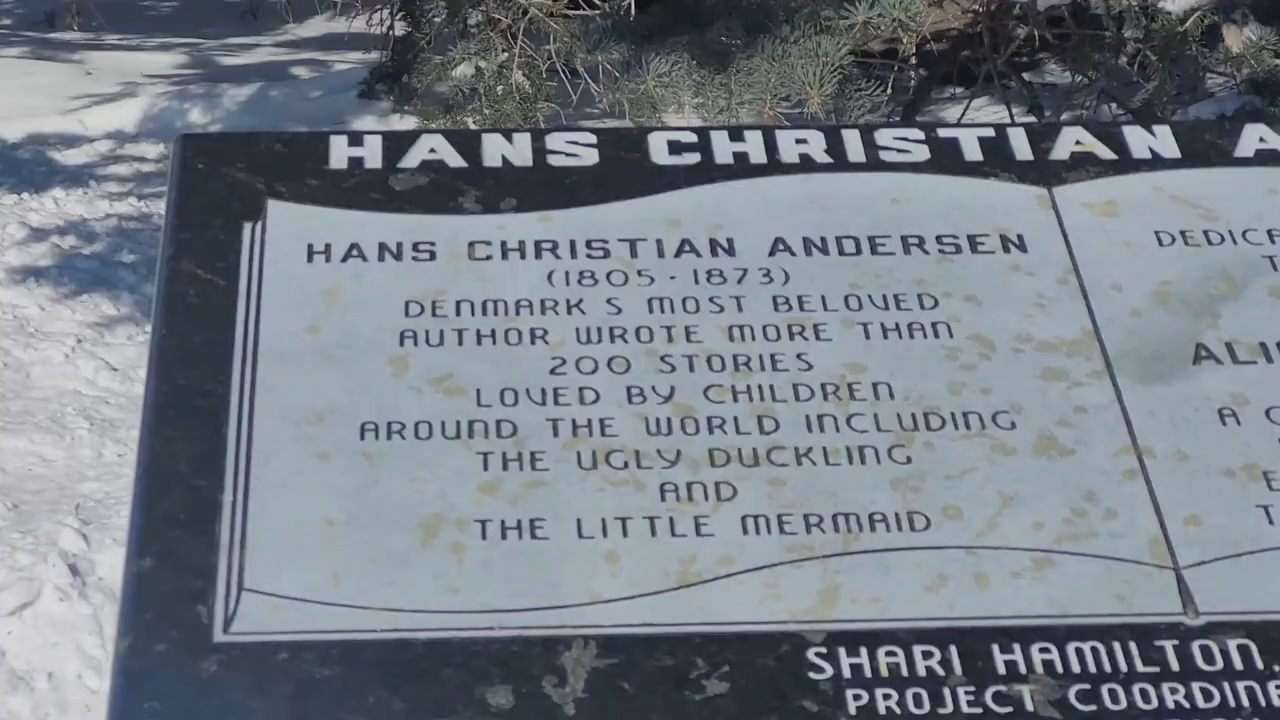 HANS CHRISTIAN
HANS CHRISTIAN ANDERSEN
(1805-1873)
DENMARK S MOST BELOVED
AUTHOR WROTE MORE THAN
200 STORIES
LOVED BY CHILDREN
AROUND THE WORLD INCLUDING
THE UGLY DUCKLING
AND
THE LITTLE MERMAID
A
SHARI HAMILTON,
PROJECT